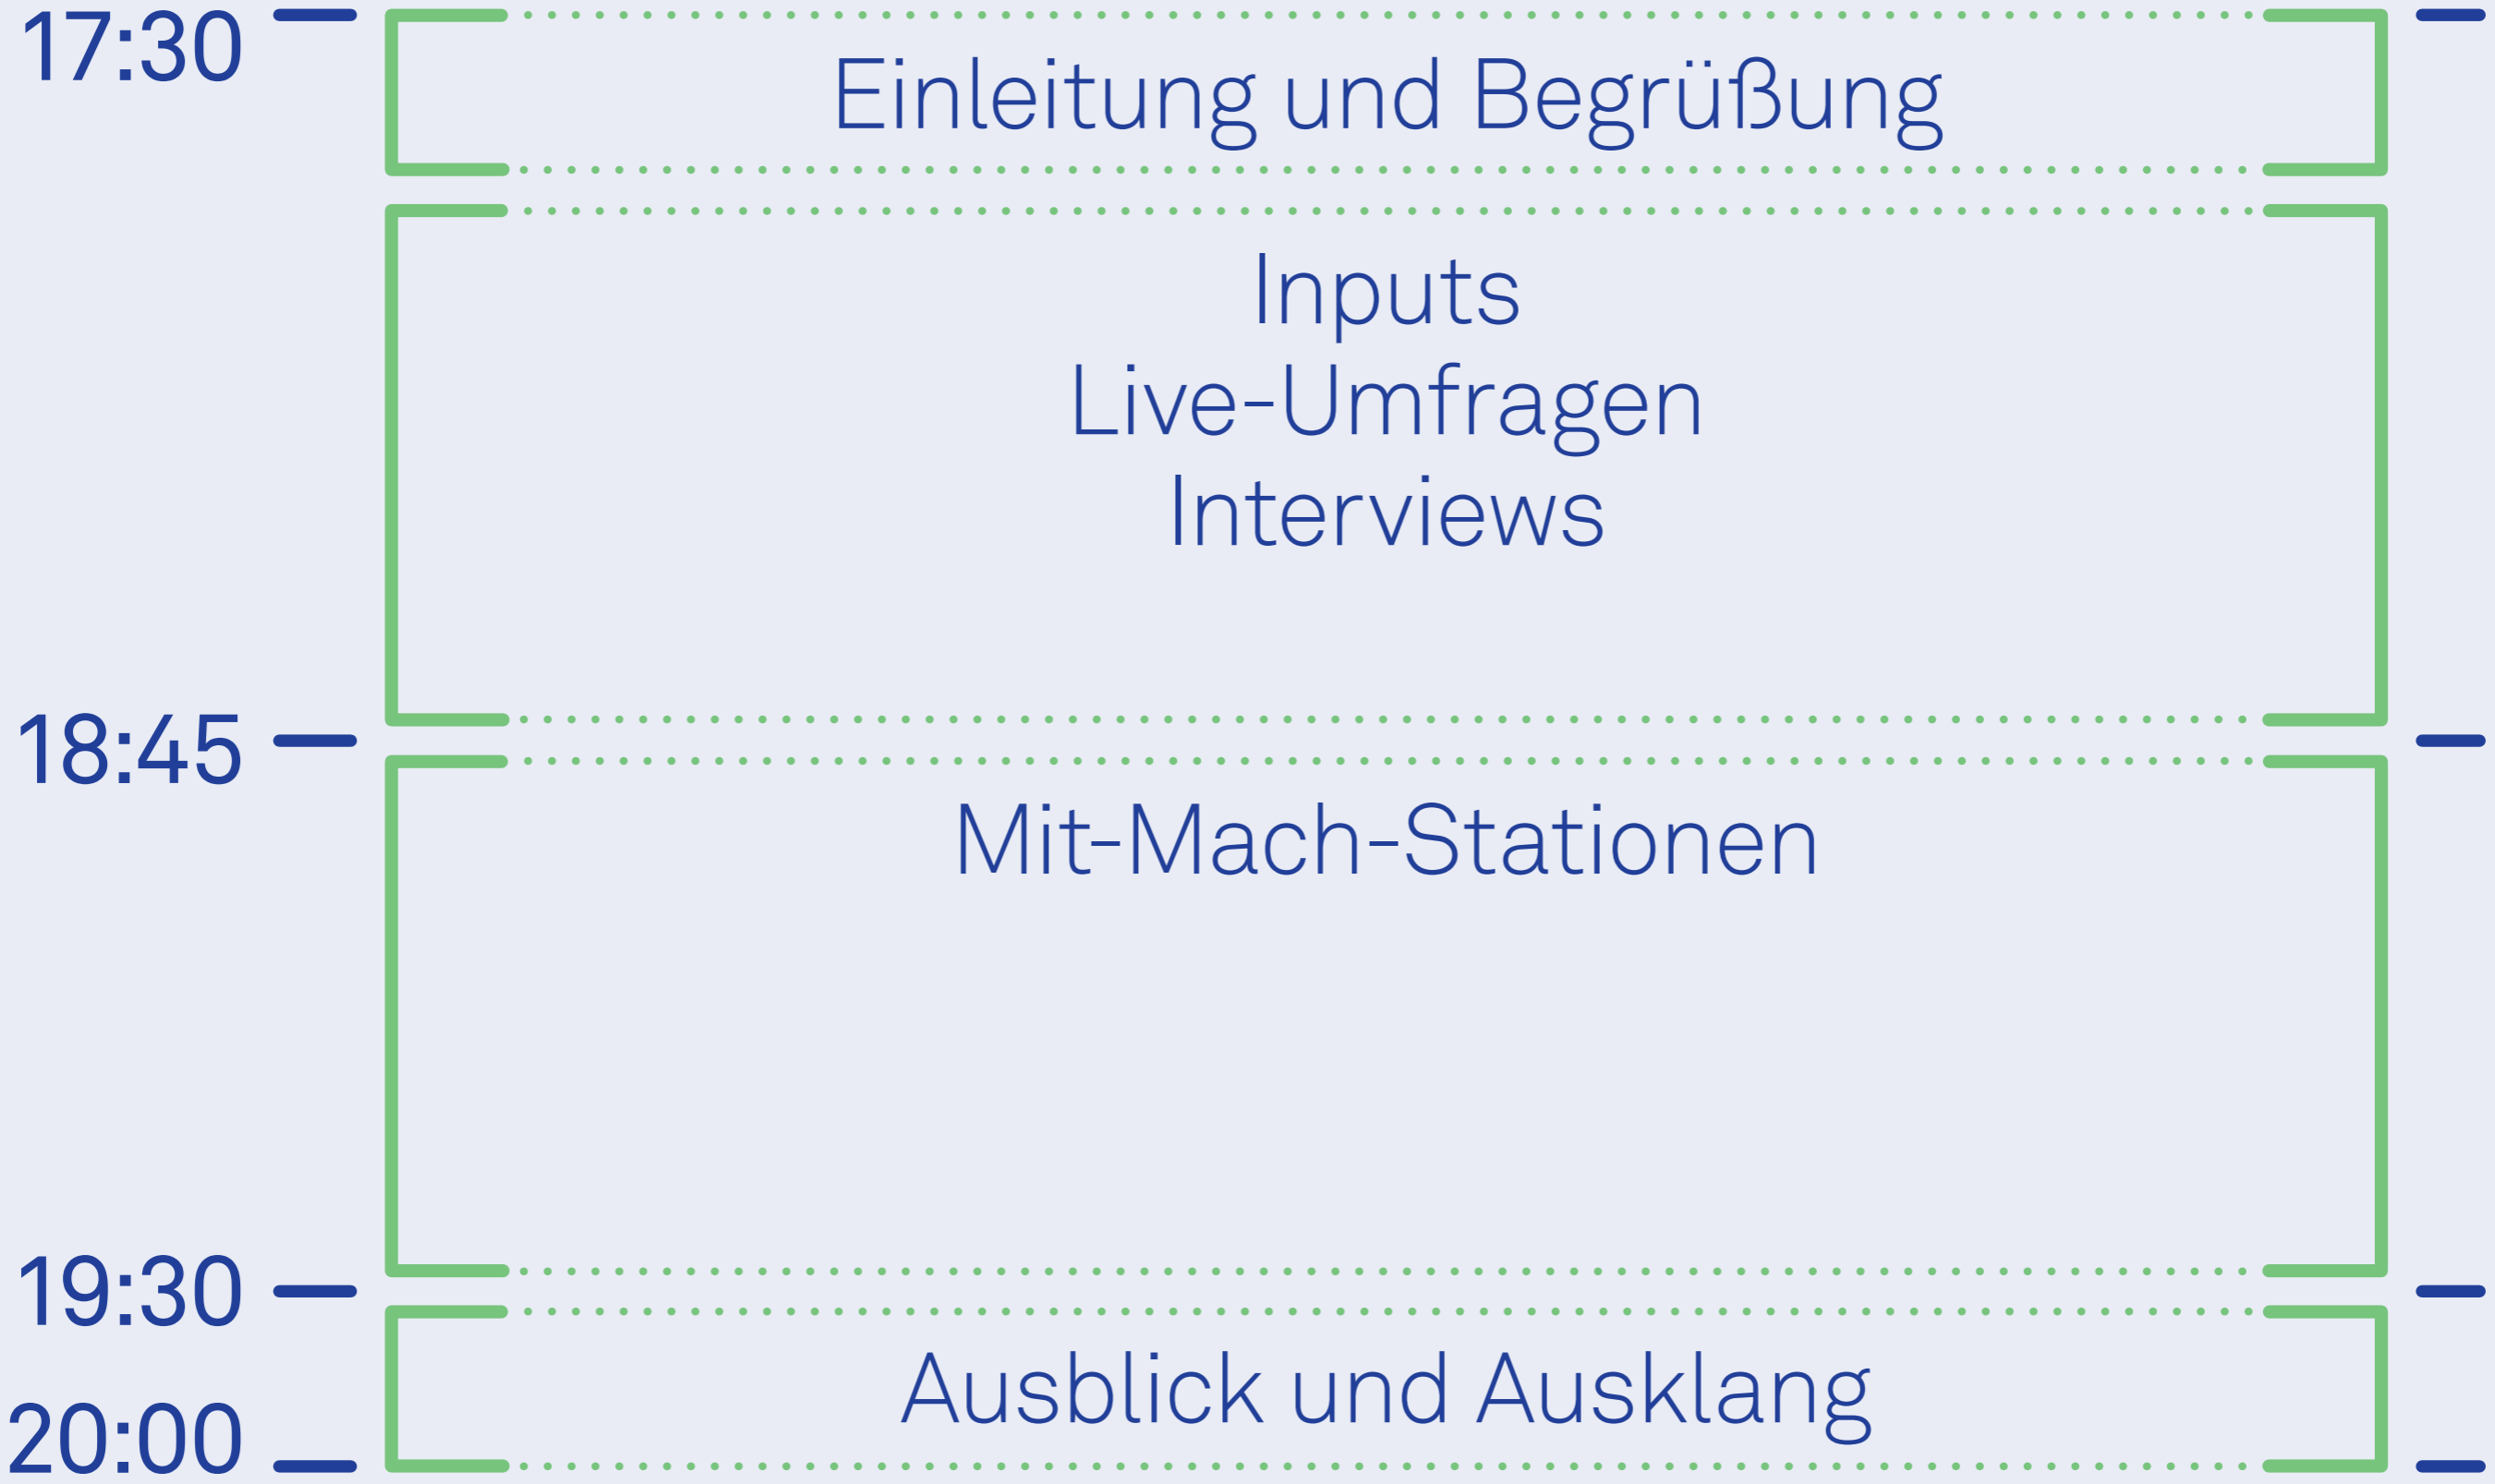 17:30
Einleitung und Begrüßung
Inputs
Live-Umfragen
Interviews
18:45
Mit-Mach-Stationen
19:30
Ausblick und Ausklang
20:00